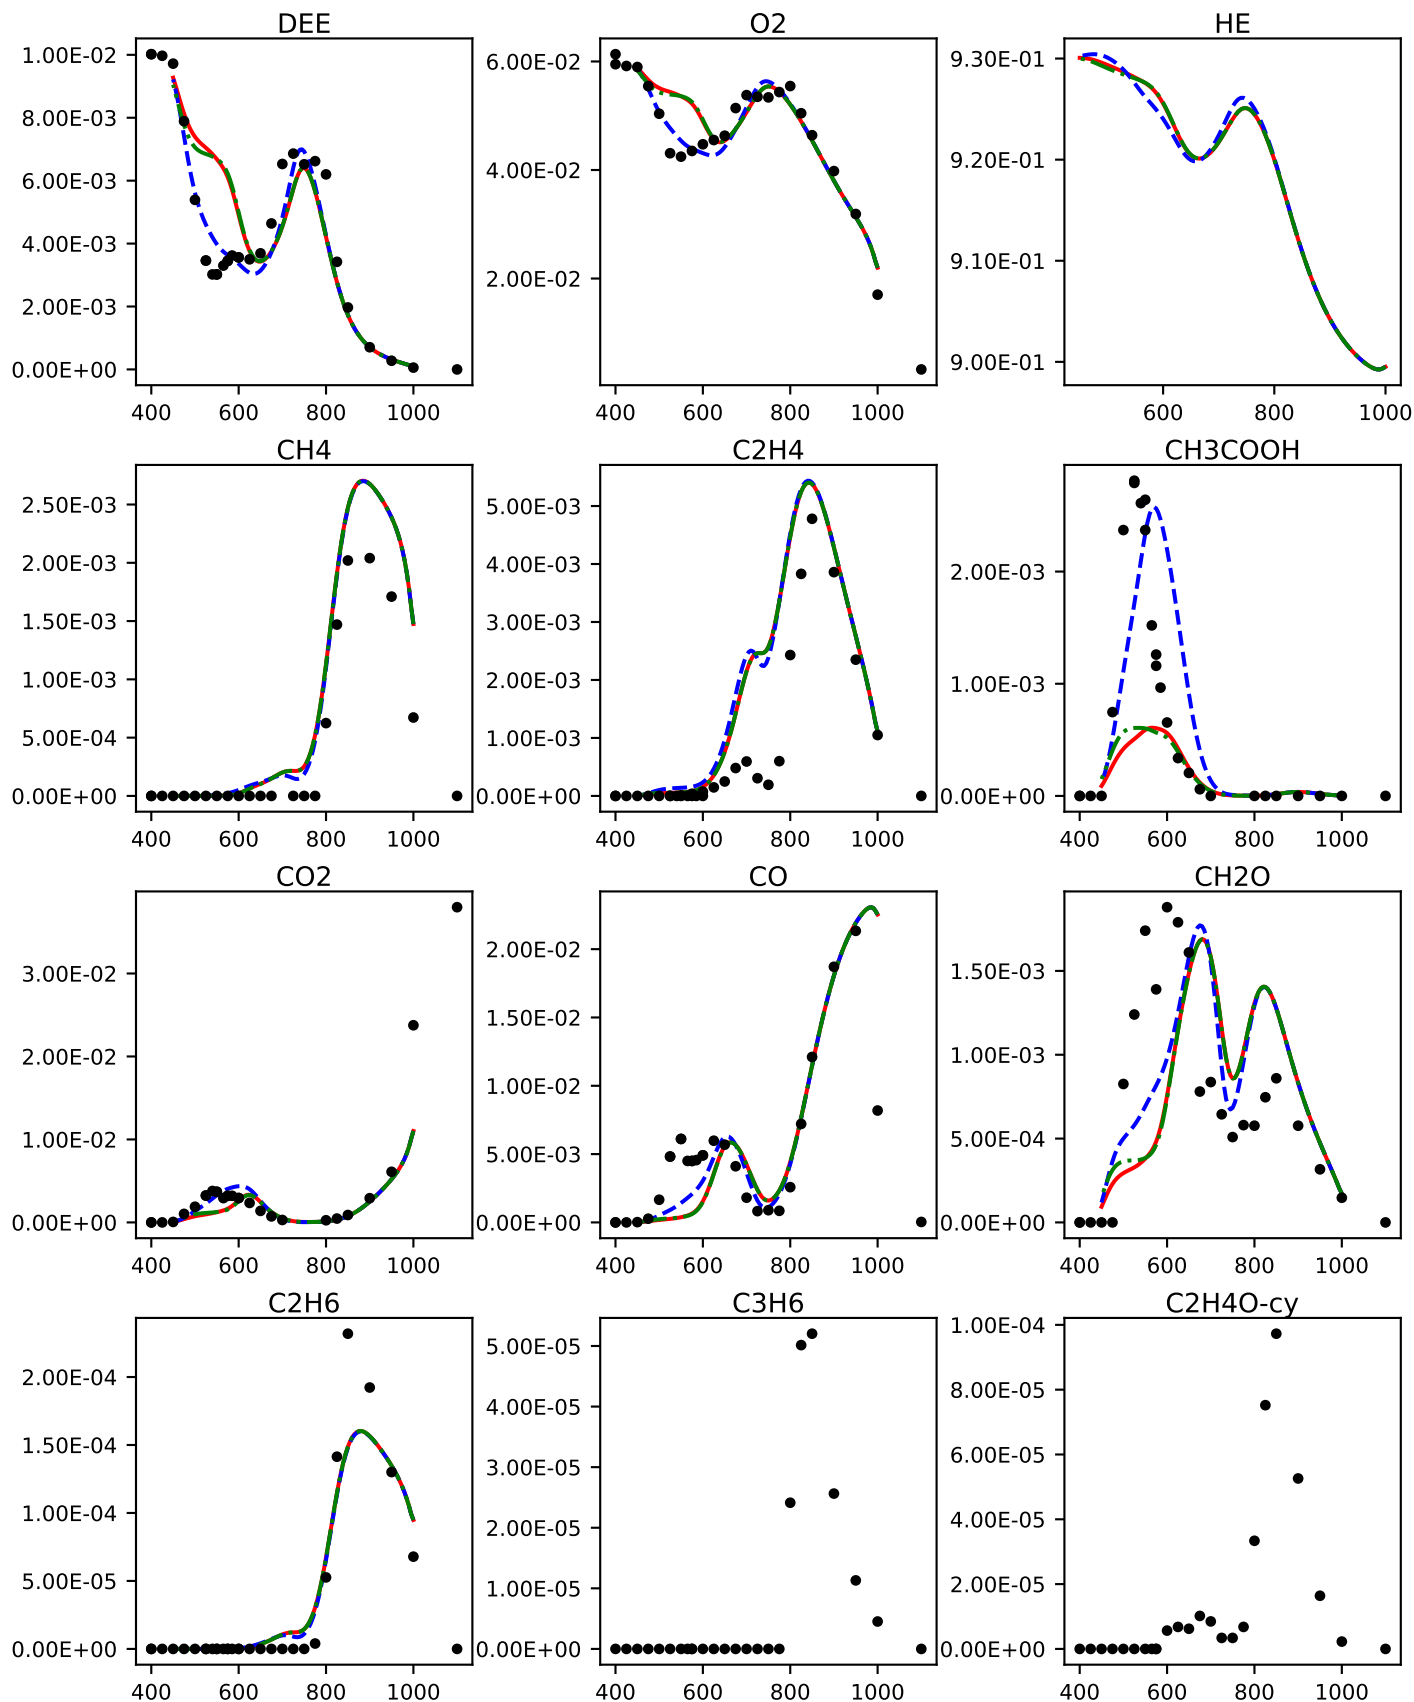 DEE O2 HE
1.00E-02 6.00E-02 9.30E-01
8.00E-03
6.00E-03 4.00E-02 9.20E-01
4.00E-03
2.00E-02 9.10E-01
2.00E-03
0.00E+00 9.00E-01
400 600 800 1000 400 600 800 1000 600 800 1000
CH4 C2H4 CH3COOH
2.50E-03 5.00E-03
2.00E-03 4.00E-03 2.00E-03
1.50E-03 3.00E-03
1.00E-03 2.00E-03 1.00E-03
5.00E-04 1.00E-03
0.00E+00 0.00E+00 0.00E+00
400 600 800 1000 400 600 800 1000 400 600 800 1000
CO2 CO CH2O
3.00E-02 2.00E-02 1.50E-03
2.00E-02 1.50E-02 1.00E-03
1.00E-02 1.00E-02 5.00E-04
5.00E-03
0.00E+00 0.00E+00 0.00E+00
400 600 800 1000 400 600 800 1000 400 600 800 1000
C2H6 C3H6 C2H4O-cy
2.00E-04 5.00E-05 1.00E-04
4.00E-05 8.00E-05
1.50E-04 3.00E-05 6.00E-05
1.00E-04 2.00E-05 4.00E-05
5.00E-05 1.00E-05 2.00E-05
0.00E+00 0.00E+00 0.00E+00
400 600 800 1000 400 600 800 1000 400 600 800 1000